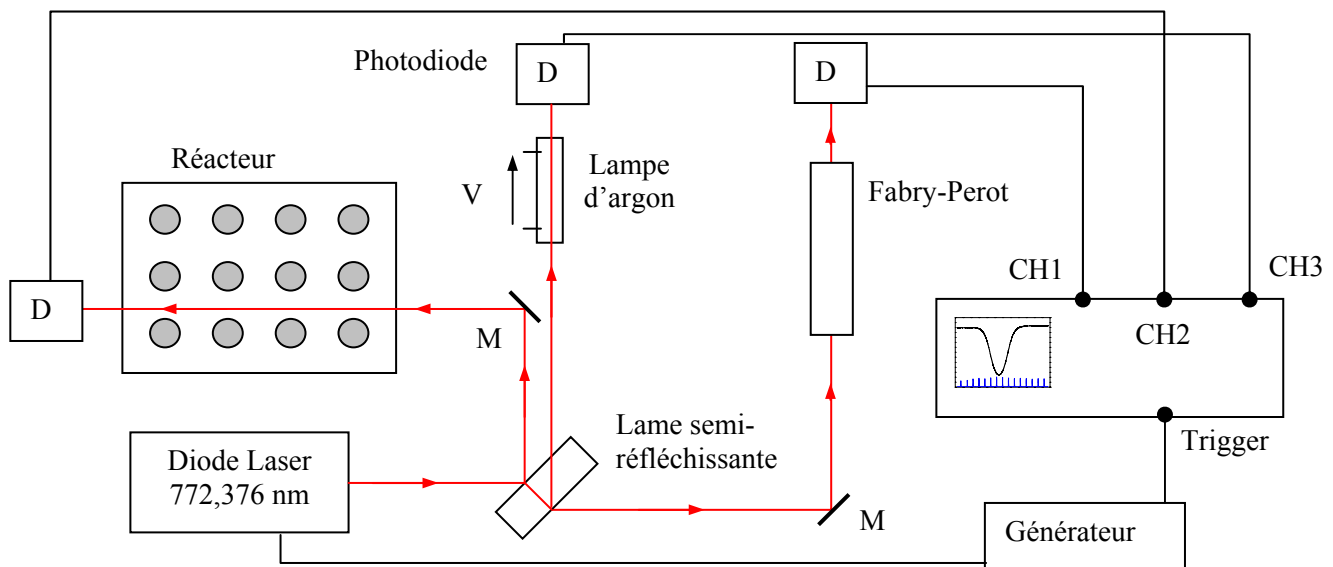 Photodiode
D
D
Réacteur
Lampe
d’argon
V
Fabry-Perot
CH1
CH3
D
M
CH2
Lame semi-
réfléchissante
Trigger
Diode Laser
772,376 nm
M
Générateur